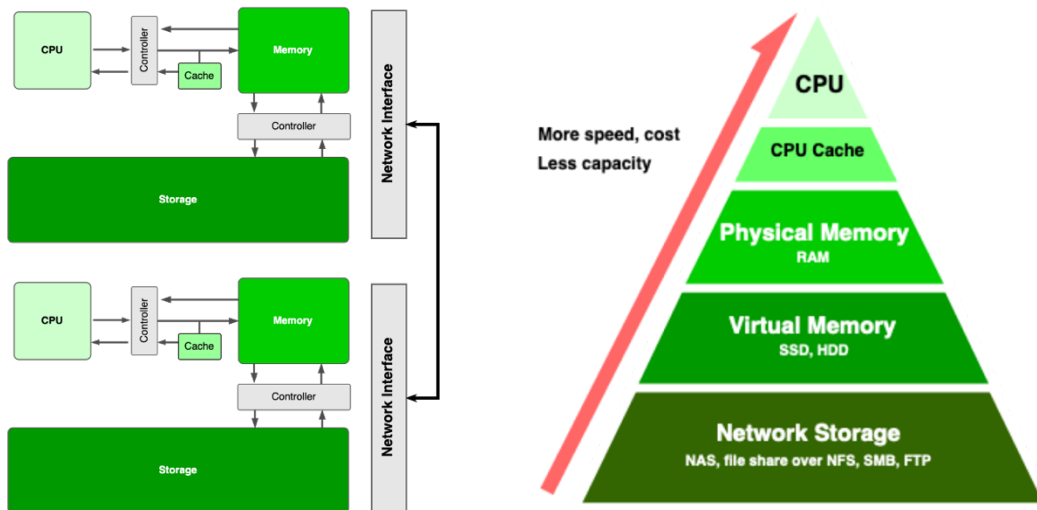 CPU
Controller
Cache
Memory
Controller
Storage
Network Interface
CPU
Controller
Cache
Memory
Controller
Storage
Network Interface
More speed, cost
Less capacity
CPU
CPU Cache
Physical Memory
RAM
Virtual Memory
SSD, HDD
Network Storage
NAS, file share over NFS, SMB, FTP